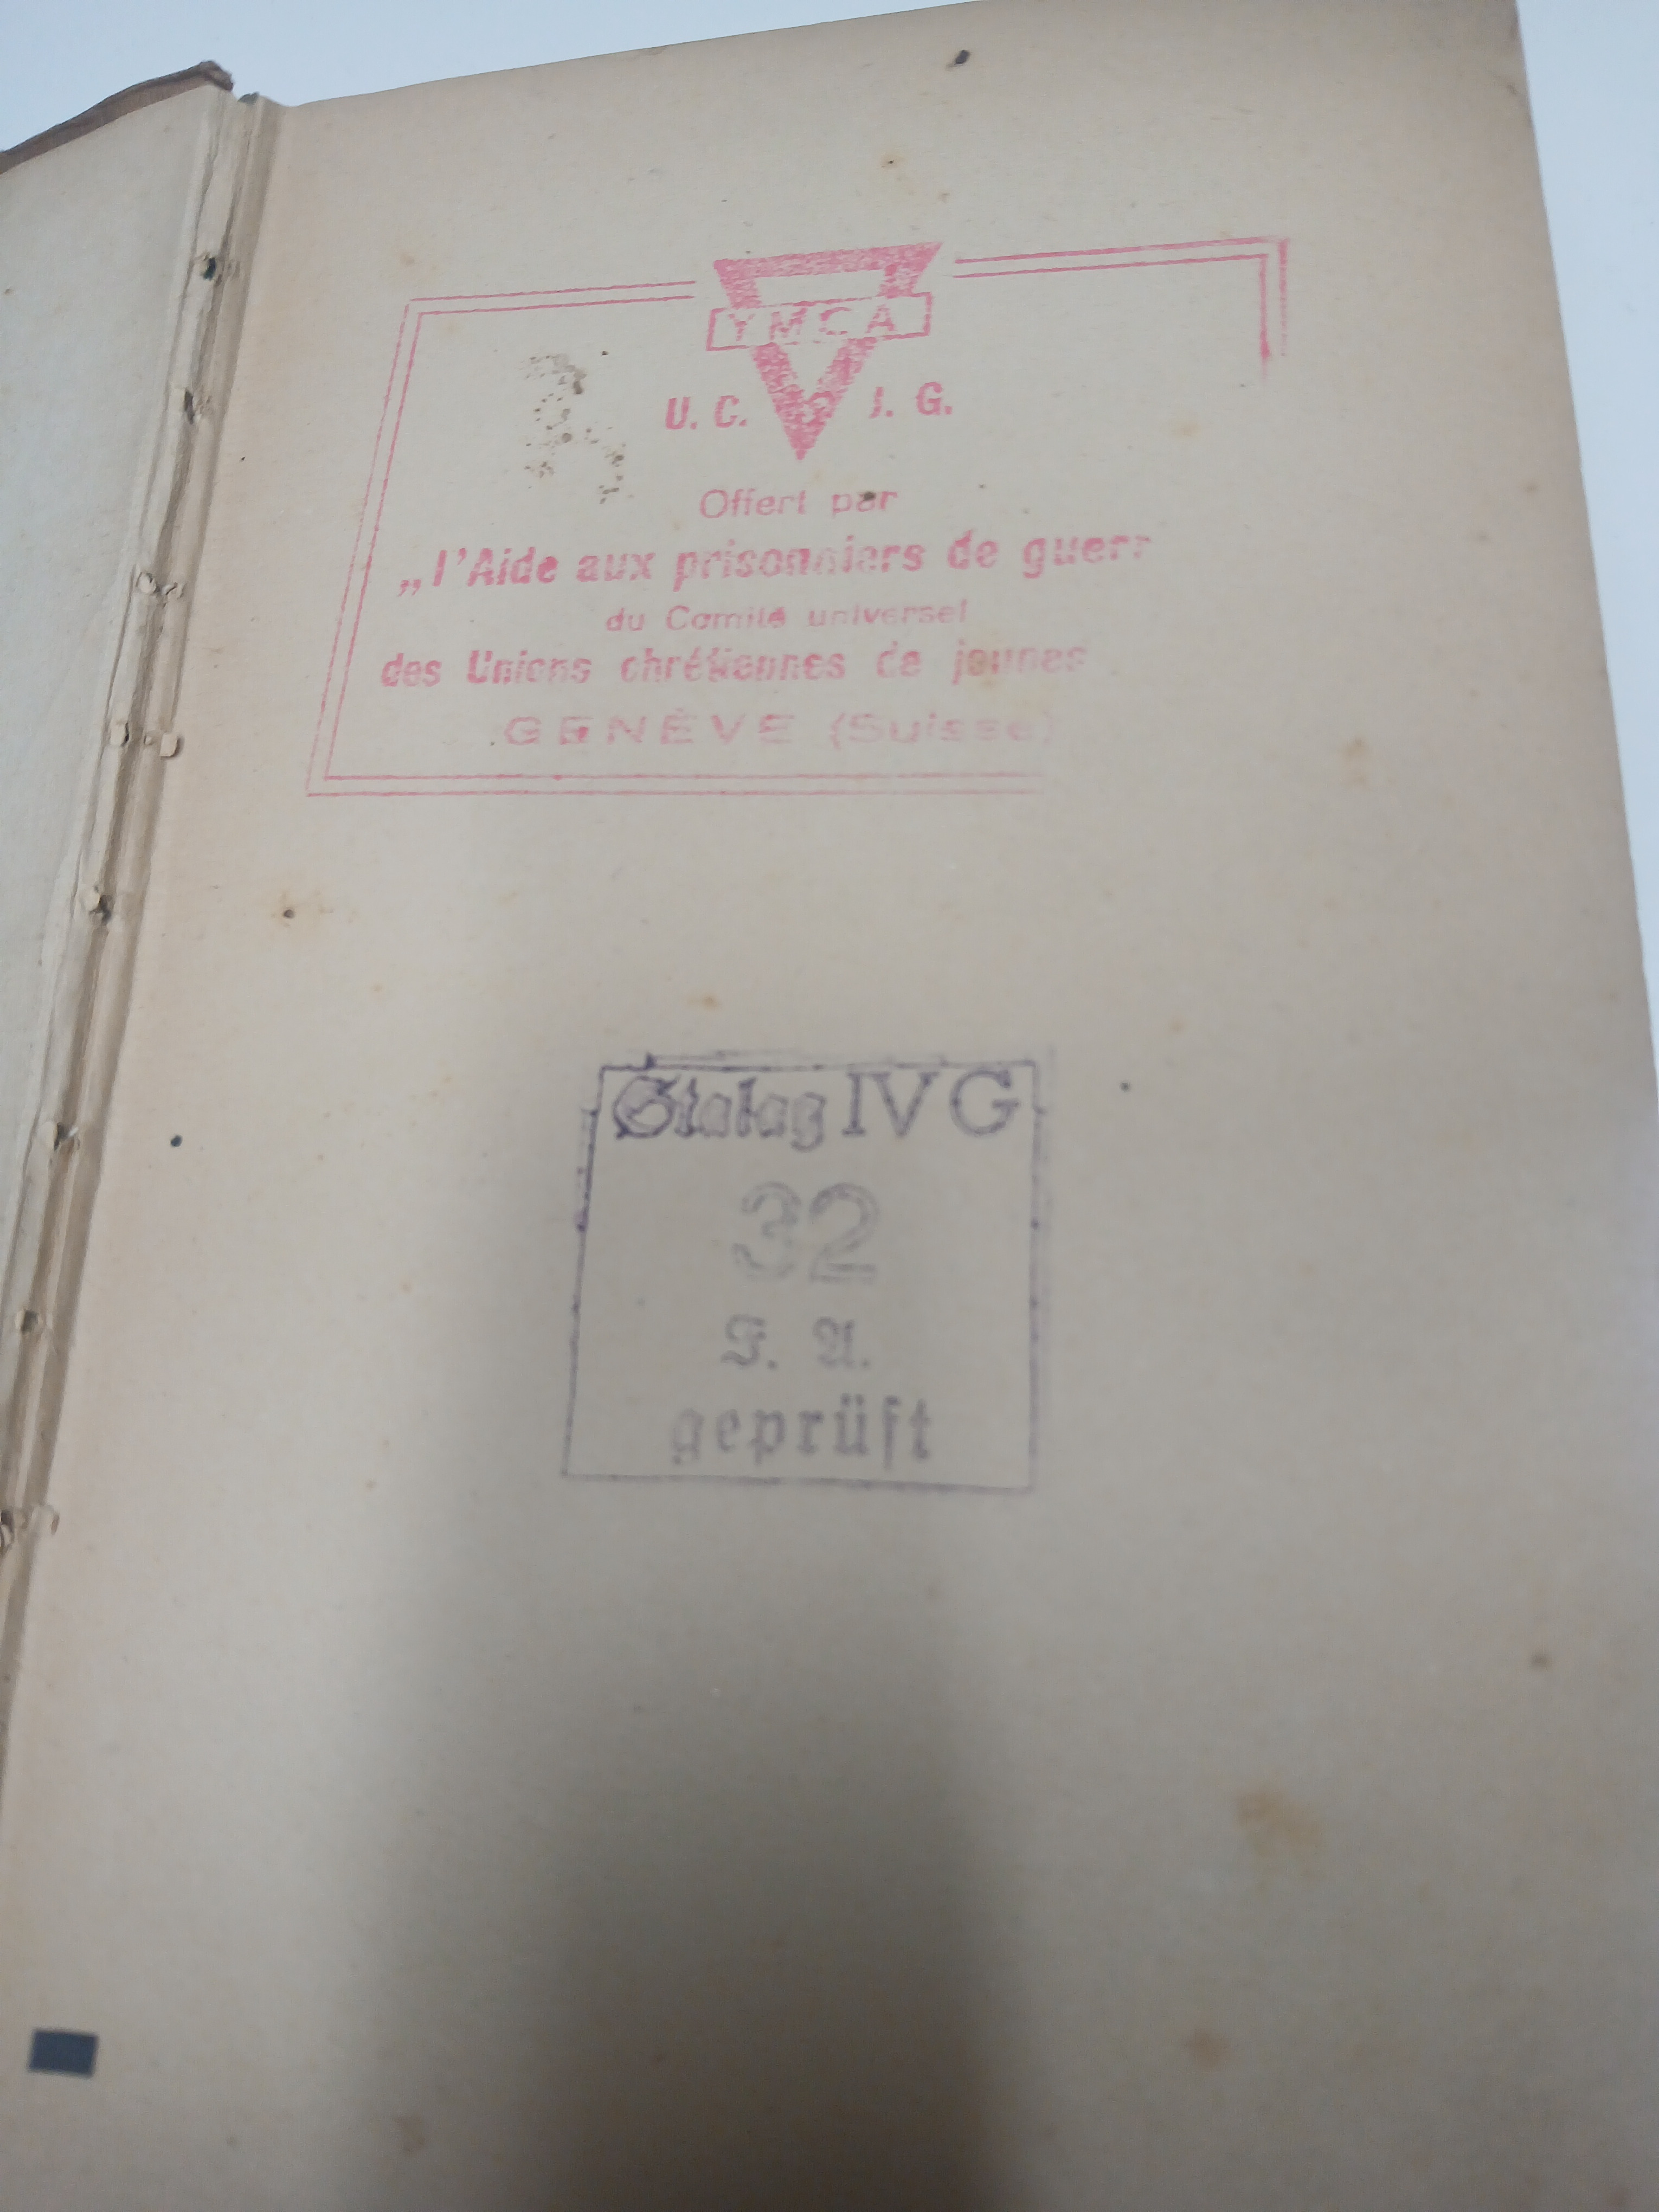 YMCA
U. C. J. G.
Offert par
„l'Aide aux prisonniers de guerr
du Comité universel
des Unions chrétiennes de jeunes
GENÈVE (Suisse)
Stalag IV G
32
F. A.
geprüft